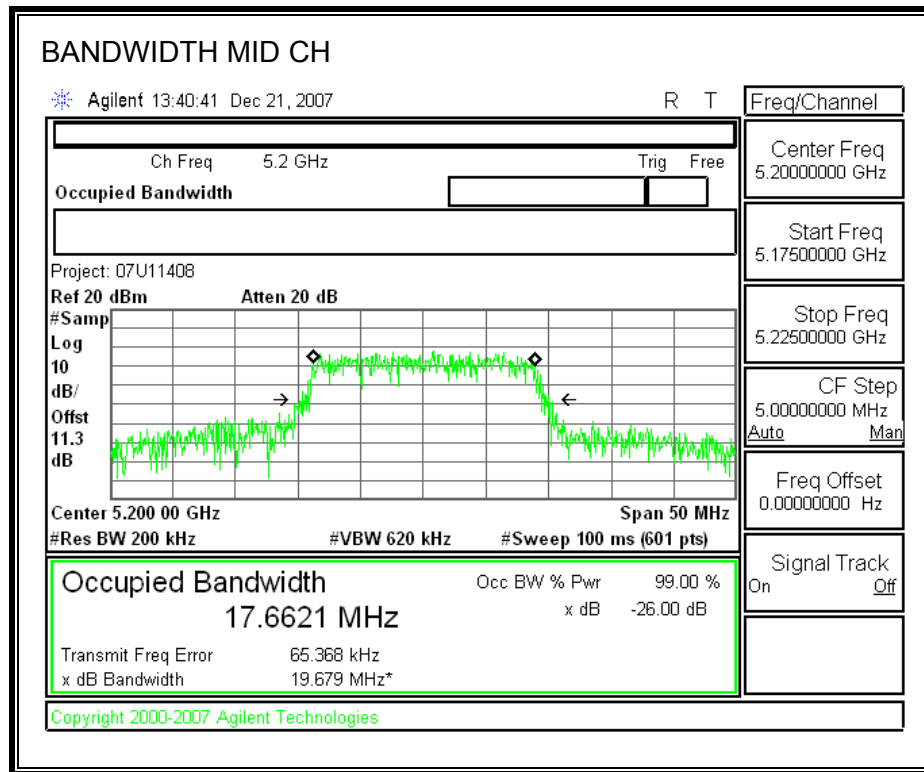 BANDWIDTH MID CH
Agilent 13:40:41 Dec 21, 2007 R T
Freq/Channel
Ch Freq 5.2 GHz Trig Free
Occupied Bandwidth
Center Freq
5.20000000 GHz
Start Freq
5.17500000 GHz
Stop Freq
5.22500000 GHz
CF Step
5.00000000 MHz
Auto Man
Freq Offset
0.00000000 Hz
Signal Track
On Off
Project: 07U11408
Ref 20 dBm Atten 20 dB
#Samp
Log
10
dB/
Offst
11.3
dB
Center 5.200 00 GHz Span 50 MHz
#Res BW 200 kHz #VBW 620 kHz #Sweep 100 ms (601 pts)
Occupied Bandwidth Occ BW % Pwr 99.00 %
17.6621 MHz x dB -26.00 dB
Transmit Freq Error 65.368 kHz
x dB Bandwidth 19.679 MHz*
Copyright 2000-2007 Agilent Technologies